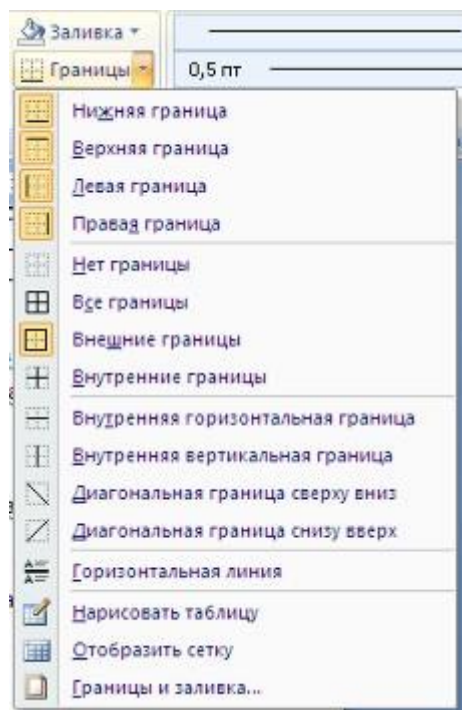 Заливка
Границы
0,5 пт
Нижняя граница
Верхняя граница
Левая граница
Правая граница
Нет границы
Все границы
Внешние границы
Внутренние границы
Внутренняя горизонтальная граница
Внутренняя вертикальная граница
Диагональная граница сверху вниз
Диагональная граница снизу вверх
Горизонтальная линия
Нарисовать таблицу
Отобразить сетку
Границы и заливка...